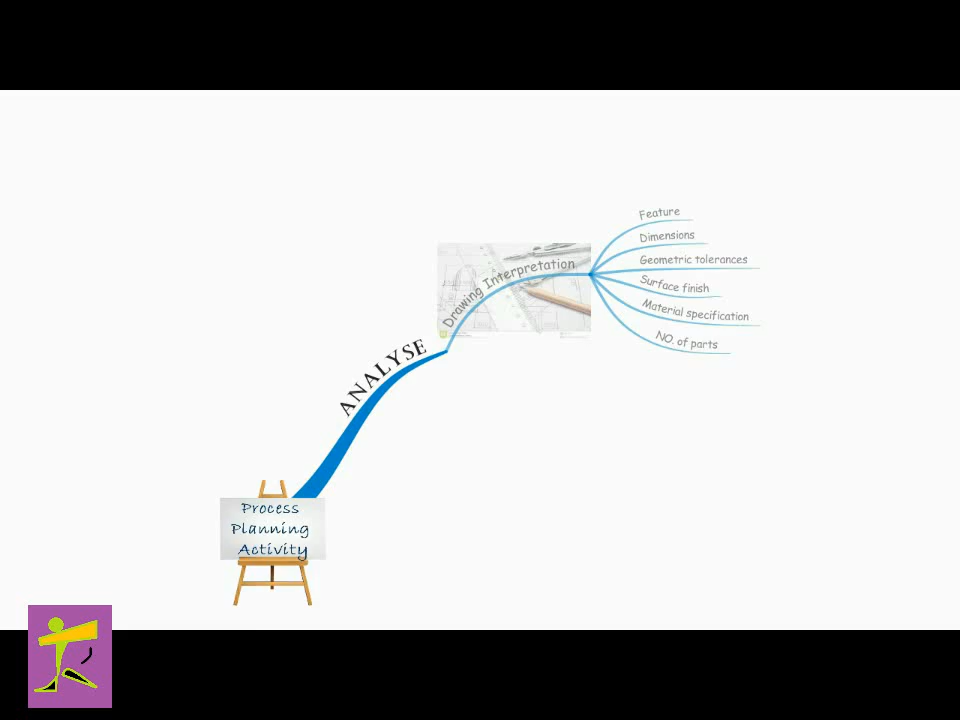 Feature
Dimensions
Drawing Interpretation
Geometric tolerances
Surface finish
Material specification
NO. of parts
ANALYSE
Process
Planning
Activity